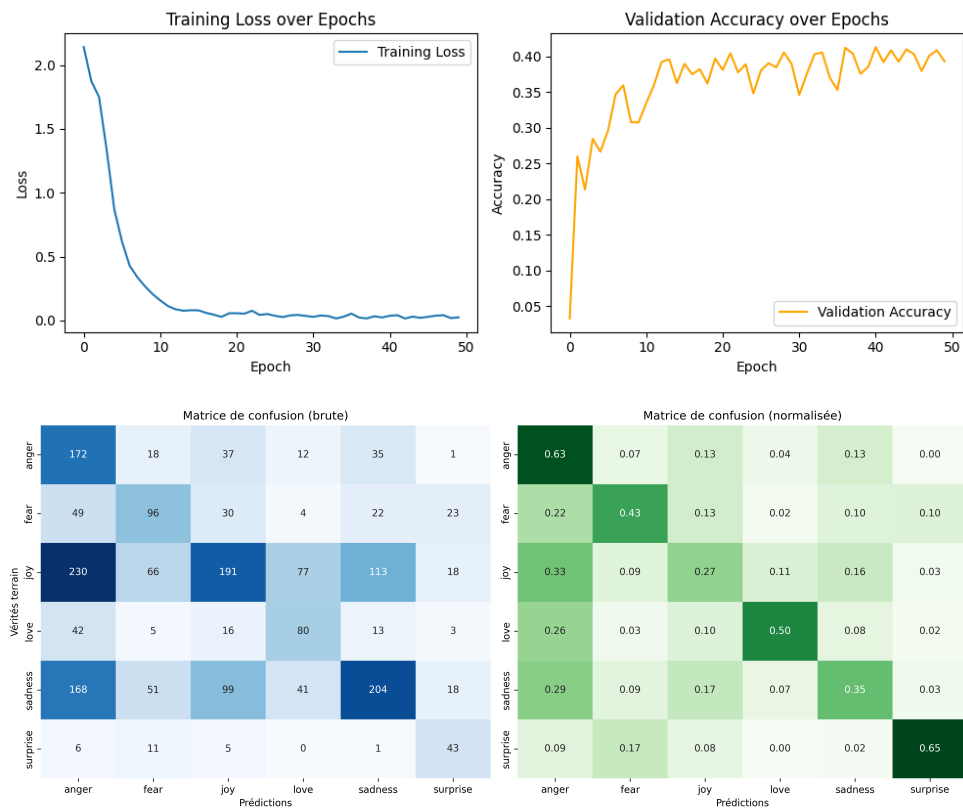 Training Loss over Epochs
Training Loss
2.0
1.5
1.0
0.5
0.0
Loss
0 10 20 30 40 50
Epoch
Validation Accuracy over Epochs
0.40
0.35
0.30
0.25
0.20
0.15
0.10
0.05
Accuracy
Validation Accuracy
0 10 20 30 40 50
Epoch
Matrice de confusion (brute)
Vérités terrain
anger 172 18 37 12 35 1
fear 49 96 30 4 22 23
joy 230 66 191 77 113 18
love 42 5 16 80 13 3
sadness 168 51 99 41 204 18
surprise 6 11 5 0 1 43
anger fear joy love sadness surprise
Prédictions
Matrice de confusion (normalisée)
anger 0.63 0.07 0.13 0.04 0.13 0.00
fear 0.22 0.43 0.13 0.02 0.10 0.10
joy 0.33 0.09 0.27 0.11 0.16 0.03
love 0.26 0.03 0.10 0.50 0.08 0.02
sadness 0.29 0.09 0.17 0.07 0.35 0.03
surprise 0.09 0.17 0.08 0.00 0.02 0.65
anger fear joy love sadness surprise
Prédictions